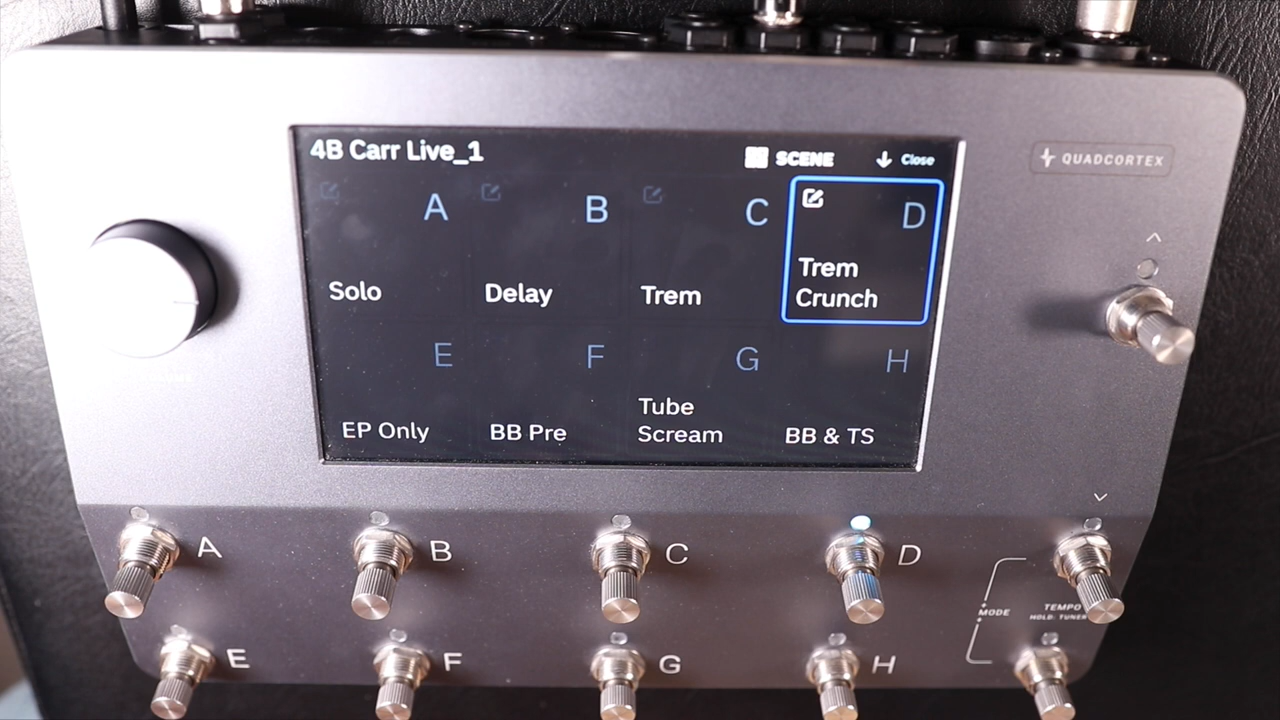 4B Carr Live_1
SCENE
Close
QUADCORTEX
A
B
C
D
Solo
Delay
Trem
Trem
Crunch
E
F
G
H
EP Only
BB Pre
Tube
Scream
BB & TS
A
B
C
D
MODE
TEMPO
HOLD: TUNER
E
F
G
H